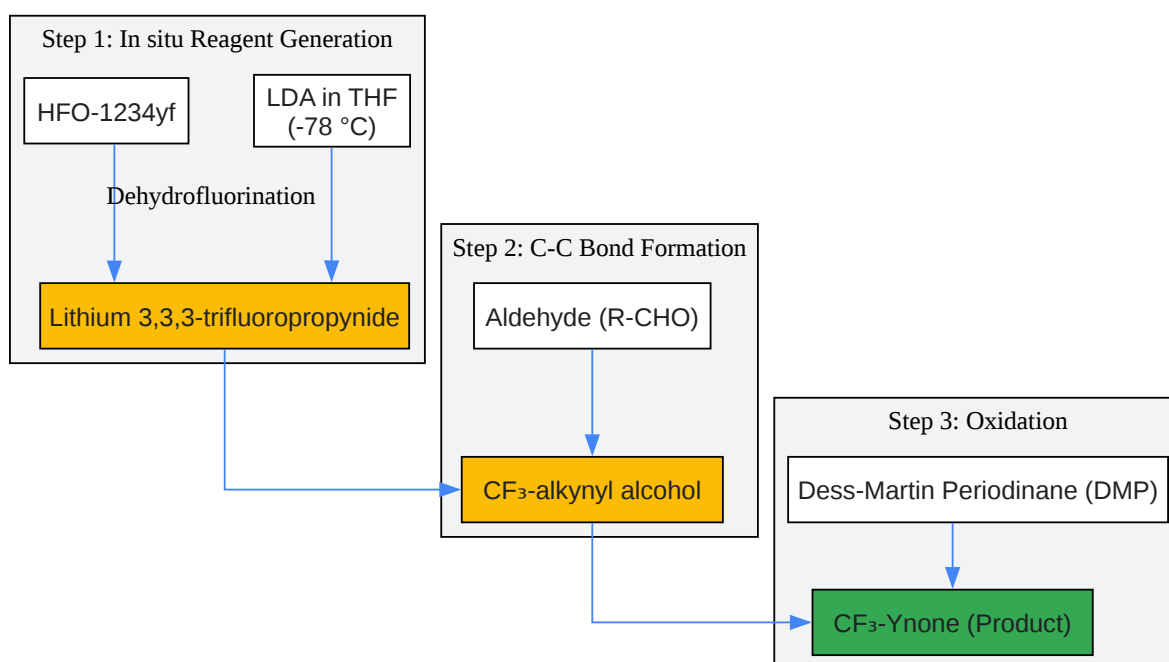 Step 1: In situ Reagent Generation
HFO-1234yf
LDA in THF
(-78 °C)
Dehydrofluorination
Lithium 3,3,3-trifluoropropynide
Step 2: C-C Bond Formation
Aldehyde (R-CHO)
CF₃-alkynyl alcohol
Step 3: Oxidation
Dess-Martin Periodinane (DMP)
CF₃-Ynone (Product)